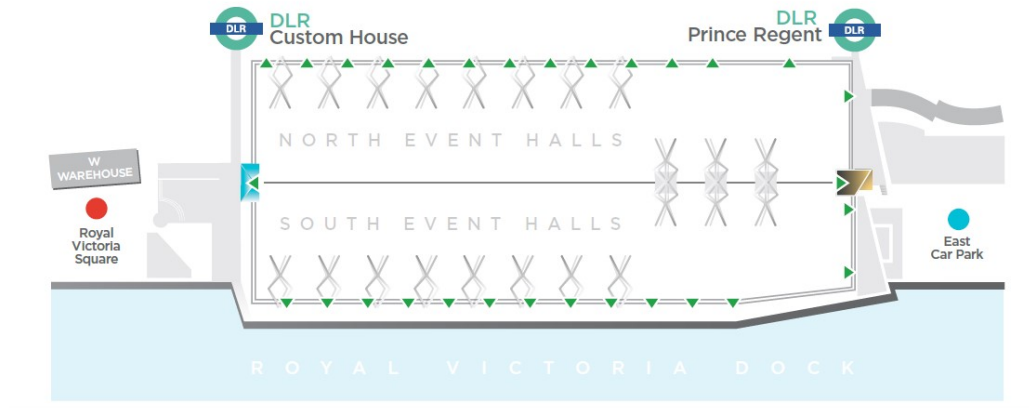 DLR
DLR
Custom House
DLR
Prince Regent
DLR
NORTH EVENT HALLS
W
WAREHOUSE
SOUTH EVENT HALLS
Royal
Victoria
Square
East
Car Park
ROYAL VICTORIA DOCK